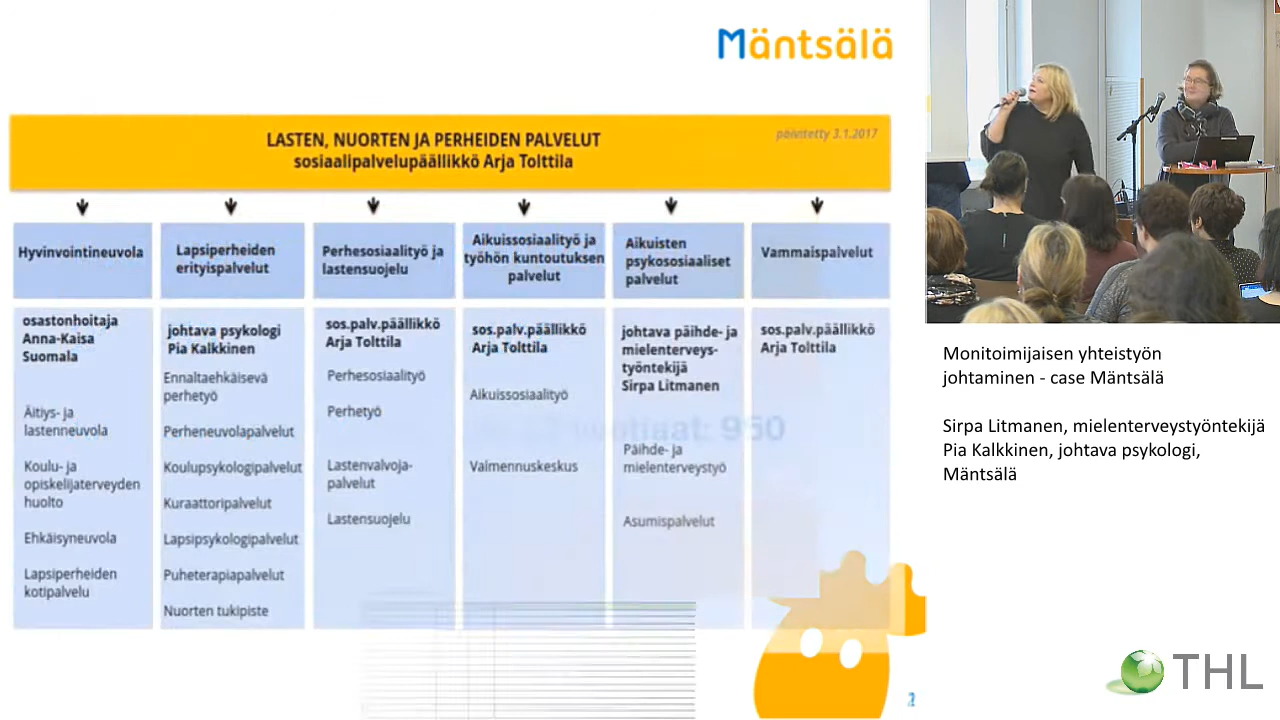 Mäntsälä
LASTEN, NUORTEN JA PERHEIDEN PALVELUT
sosiaalipalvelupäällikkö Arja Tolttila
päivitetty 3.1.2017
Hyvinvointineuvola
osastonhoitaja
Anna-Kaisa
Suomala
Äitiys- ja
lastenneuvola
Koulu- ja
opiskelijaterveyden
huolto
Ehkäisyneuvola
Lapsiperheiden
kotipalvelu
Lapsiperheiden
erityispalvelut
johtava psykologi
Pia Kalkkinen
Ennaltaehkäisevä
perhetyö
Perheneuvolapalvelut
Koulupsykologipalvelut
Kuraattoripalvelut
Lapsipsykologipalvelut
Puheterapiapalvelut
Nuorten tukipiste
Perhesosiaalityö ja
lastensuojelu
sos.palv.päällikkö
Arja Tolttila
Perhesosiaalityö
Perhetyö
Lastenvalvoja-
palvelut
Lastensuojelu
Aikuissosiaalityö ja
työhön kuntoutuksen
palvelut
sos.palv.päällikkö
Arja Tolttila
Aikuissosiaalityö
Valmennuskeskus
Aikuisten
psykososiaaliset
palvelut
johtava päihde- ja
mielenterveys-
työntekijä
Sirpa Litmanen
Päihde- ja
mielenterveystyö
Asumispalvelut
Vammaispalvelut
sos.palv.päällikkö
Arja Tolttila
950
2
Monitoimijaisen yhteistyön
johtaminen - case Mäntsälä
Sirpa Litmanen, mielenterveystyöntekijä
Pia Kalkkinen, johtava psykologi,
Mäntsälä
THL